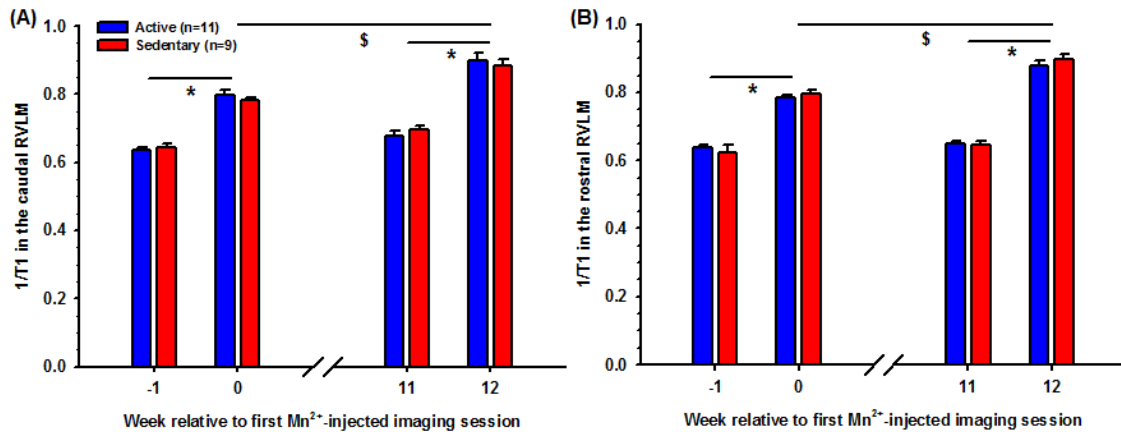 (A)
1/T1 in the caudal RVLM
1.0
0.8
0.6
0.4
0.2
0.0
Active (n=11)
Sedentary (n=9)
*
$
*
-1 0 11 12
Week relative to first Mn²⁺-injected imaging session
(B)
1/T1 in the rostral RVLM
1.0
0.8
0.6
0.4
0.2
0.0
*
$
*
-1 0 11 12
Week relative to first Mn²⁺-injected imaging session